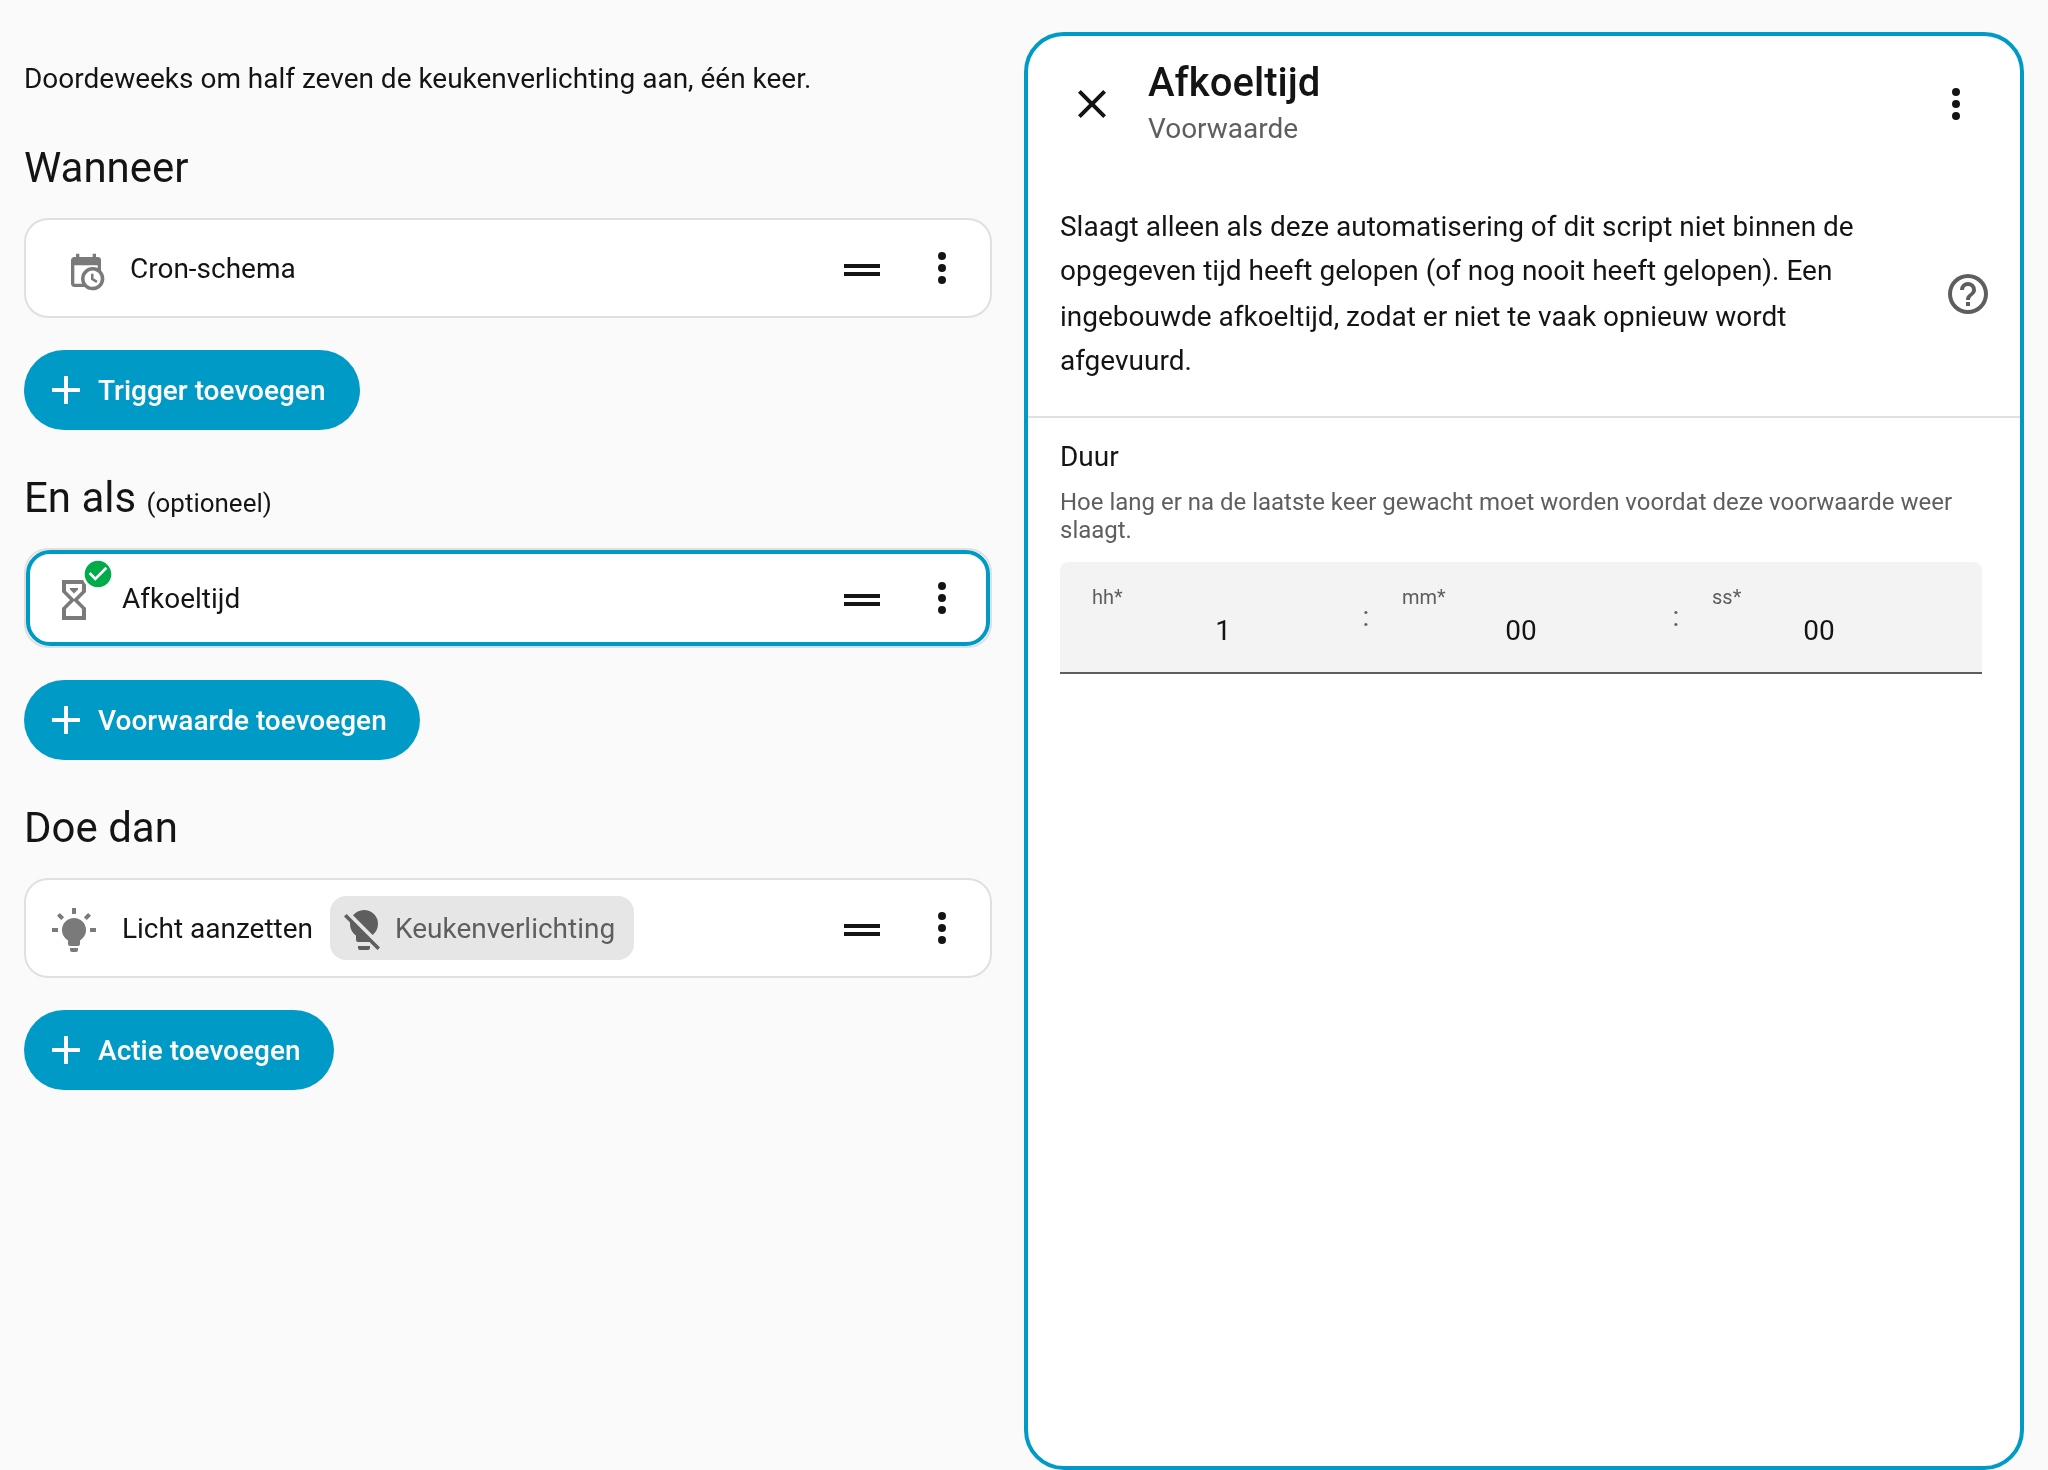 Doordeweeks om half zeven de keukenverlichting aan, één keer.
Wanneer
Cron-schema
Trigger toevoegen
En als (optioneel)
Afkoeltijd
Voorwaarde toevoegen
Doe dan
Licht aanzetten Keukenverlichting
Actie toevoegen
Afkoeltijd
Voorwaarde
Slaagt alleen als deze automatisering of dit script niet binnen de
opgegeven tijd heeft gelopen (of nog nooit heeft gelopen). Een
ingebouwde afkoeltijd, zodat er niet te vaak opnieuw wordt
afgevuurd.
Duur
Hoe lang er na de laatste keer gewacht moet worden voordat deze voorwaarde weer
slaagt.
hh* mm* ss*
1 : 00 : 00